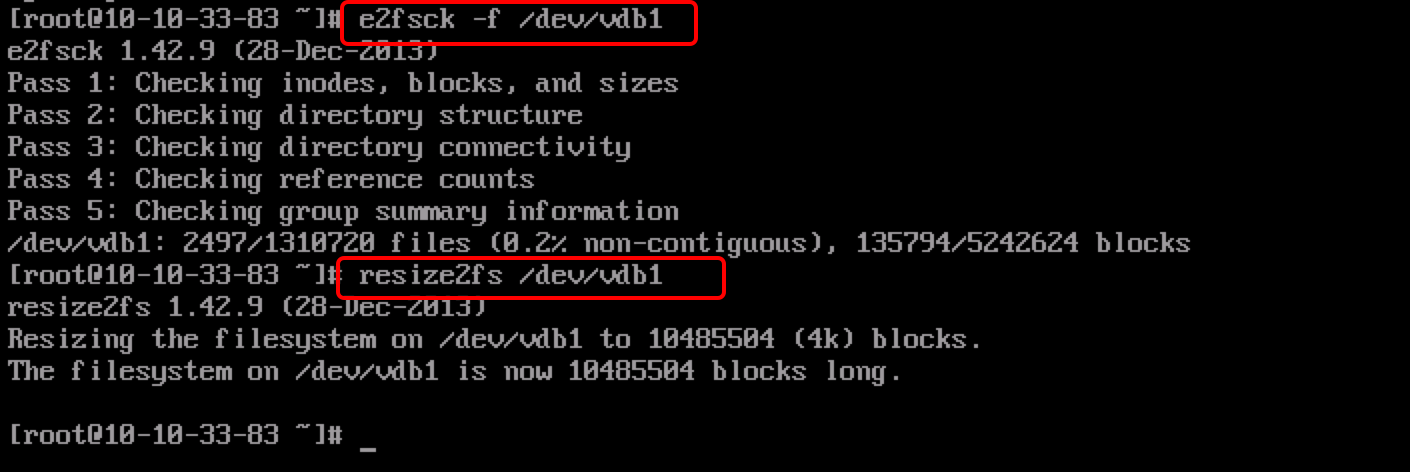 [root@10-10-33-83 ~]# e2fsck -f /dev/vdb1
e2fsck 1.42.9 (28-Dec-2013)
Pass 1: Checking inodes, blocks, and sizes
Pass 2: Checking directory structure
Pass 3: Checking directory connectivity
Pass 4: Checking reference counts
Pass 5: Checking group summary information
/dev/vdb1: 2497/1310720 files (0.2% non-contiguous), 135794/5242624 blocks
[root@10-10-33-83 ~]# resize2fs /dev/vdb1
resize2fs 1.42.9 (28-Dec-2013)
Resizing the filesystem on /dev/vdb1 to 10485504 (4k) blocks.
The filesystem on /dev/vdb1 is now 10485504 blocks long.
[root@10-10-33-83 ~]# _